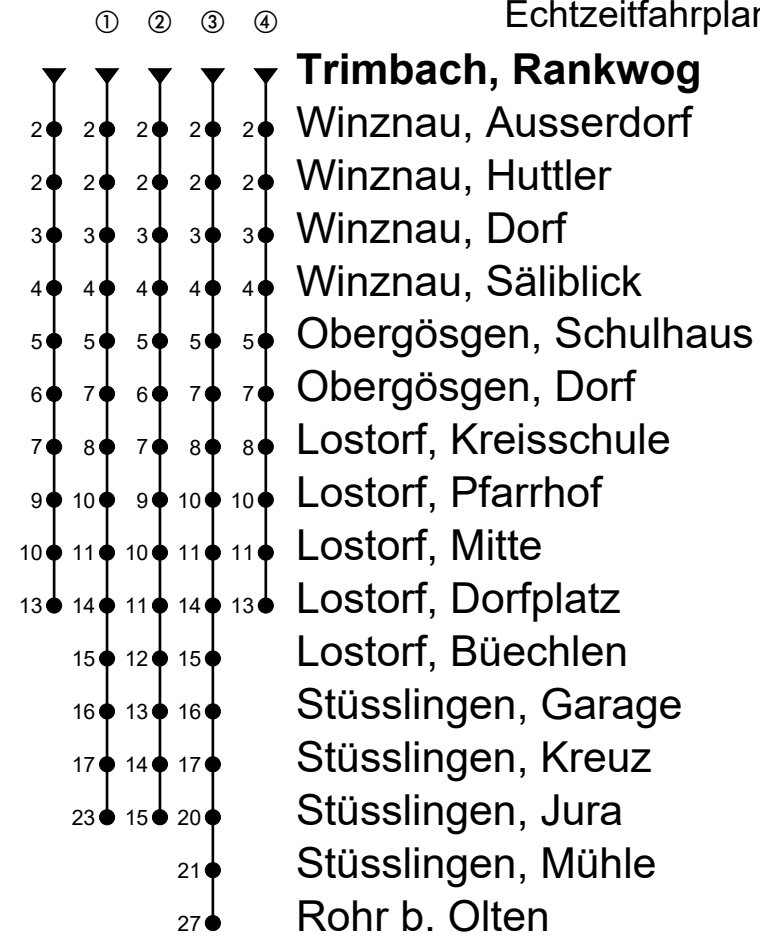 ① ② ③ ④ Echtzeitfahrplan
Trimbach, Rankwog
2 2 2 2 2 Winznau, Ausserdorf
2 2 2 2 2 Winznau, Huttler
3 3 3 3 3 Winznau, Dorf
4 4 4 4 4 Winznau, Säliblick
5 5 5 5 5 Obergösgen, Schulhaus
6 7 6 7 7 Obergösgen, Dorf
7 8 7 8 8 Lostorf, Kreisschule
9 10 9 10 10 Lostorf, Pfarrhof
10 11 10 11 11 Lostorf, Mitte
13 14 11 14 13 Lostorf, Dorfplatz
15 12 15 Lostorf, Büechlen
16 13 16 Stüsslingen, Garage
17 14 17 Stüsslingen, Kreuz
23 15 20 Stüsslingen, Jura
21 Stüsslingen, Mühle
27 Rohr b. Olten